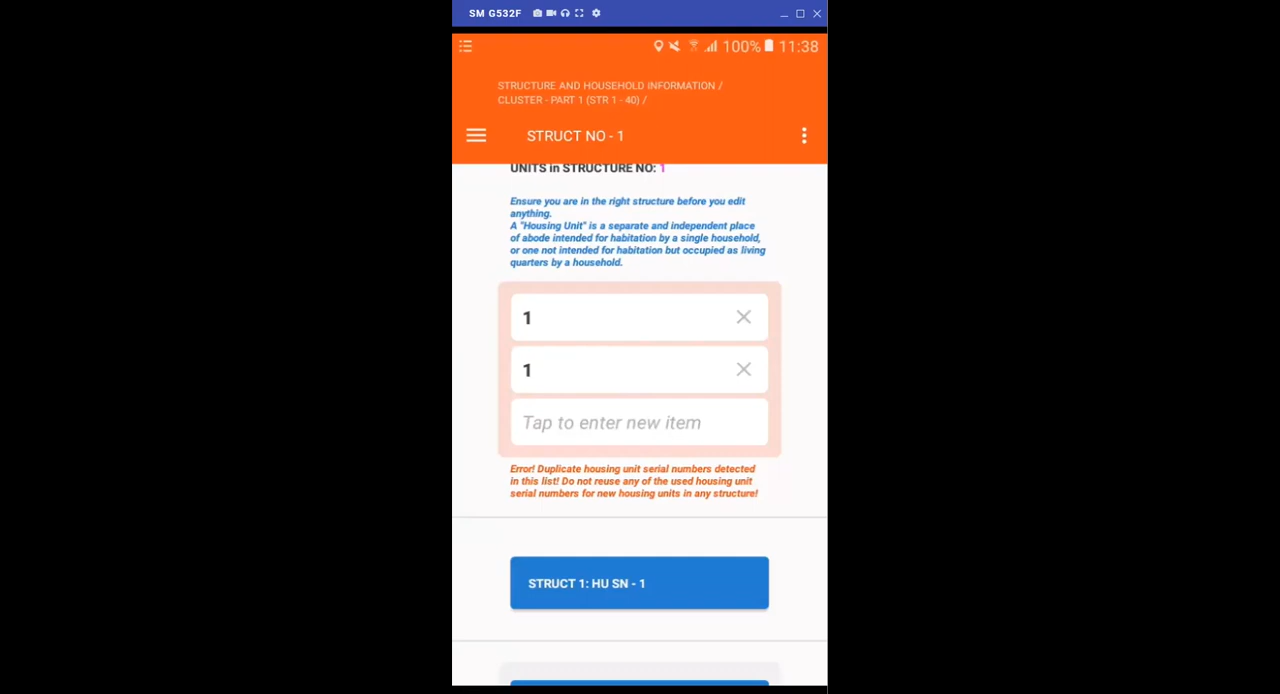 SM G532F
100% 11:38
STRUCTURE AND HOUSEHOLD INFORMATION /
CLUSTER - PART 1 (STR 1 - 40) /
STRUCT NO - 1
UNITS in STRUCTURE NO: 1
Ensure you are in the right structure before you edit
anything.
A "Housing Unit" is a separate and independent place
of abode intended for habitation by a single household,
or one not intended for habitation but occupied as living
quarters by a household.
1
1
Tap to enter new item
Error! Duplicate housing unit serial numbers detected
in this list! Do not reuse any of the used housing unit
serial numbers for new housing units in any structure!
STRUCT 1: HU SN - 1